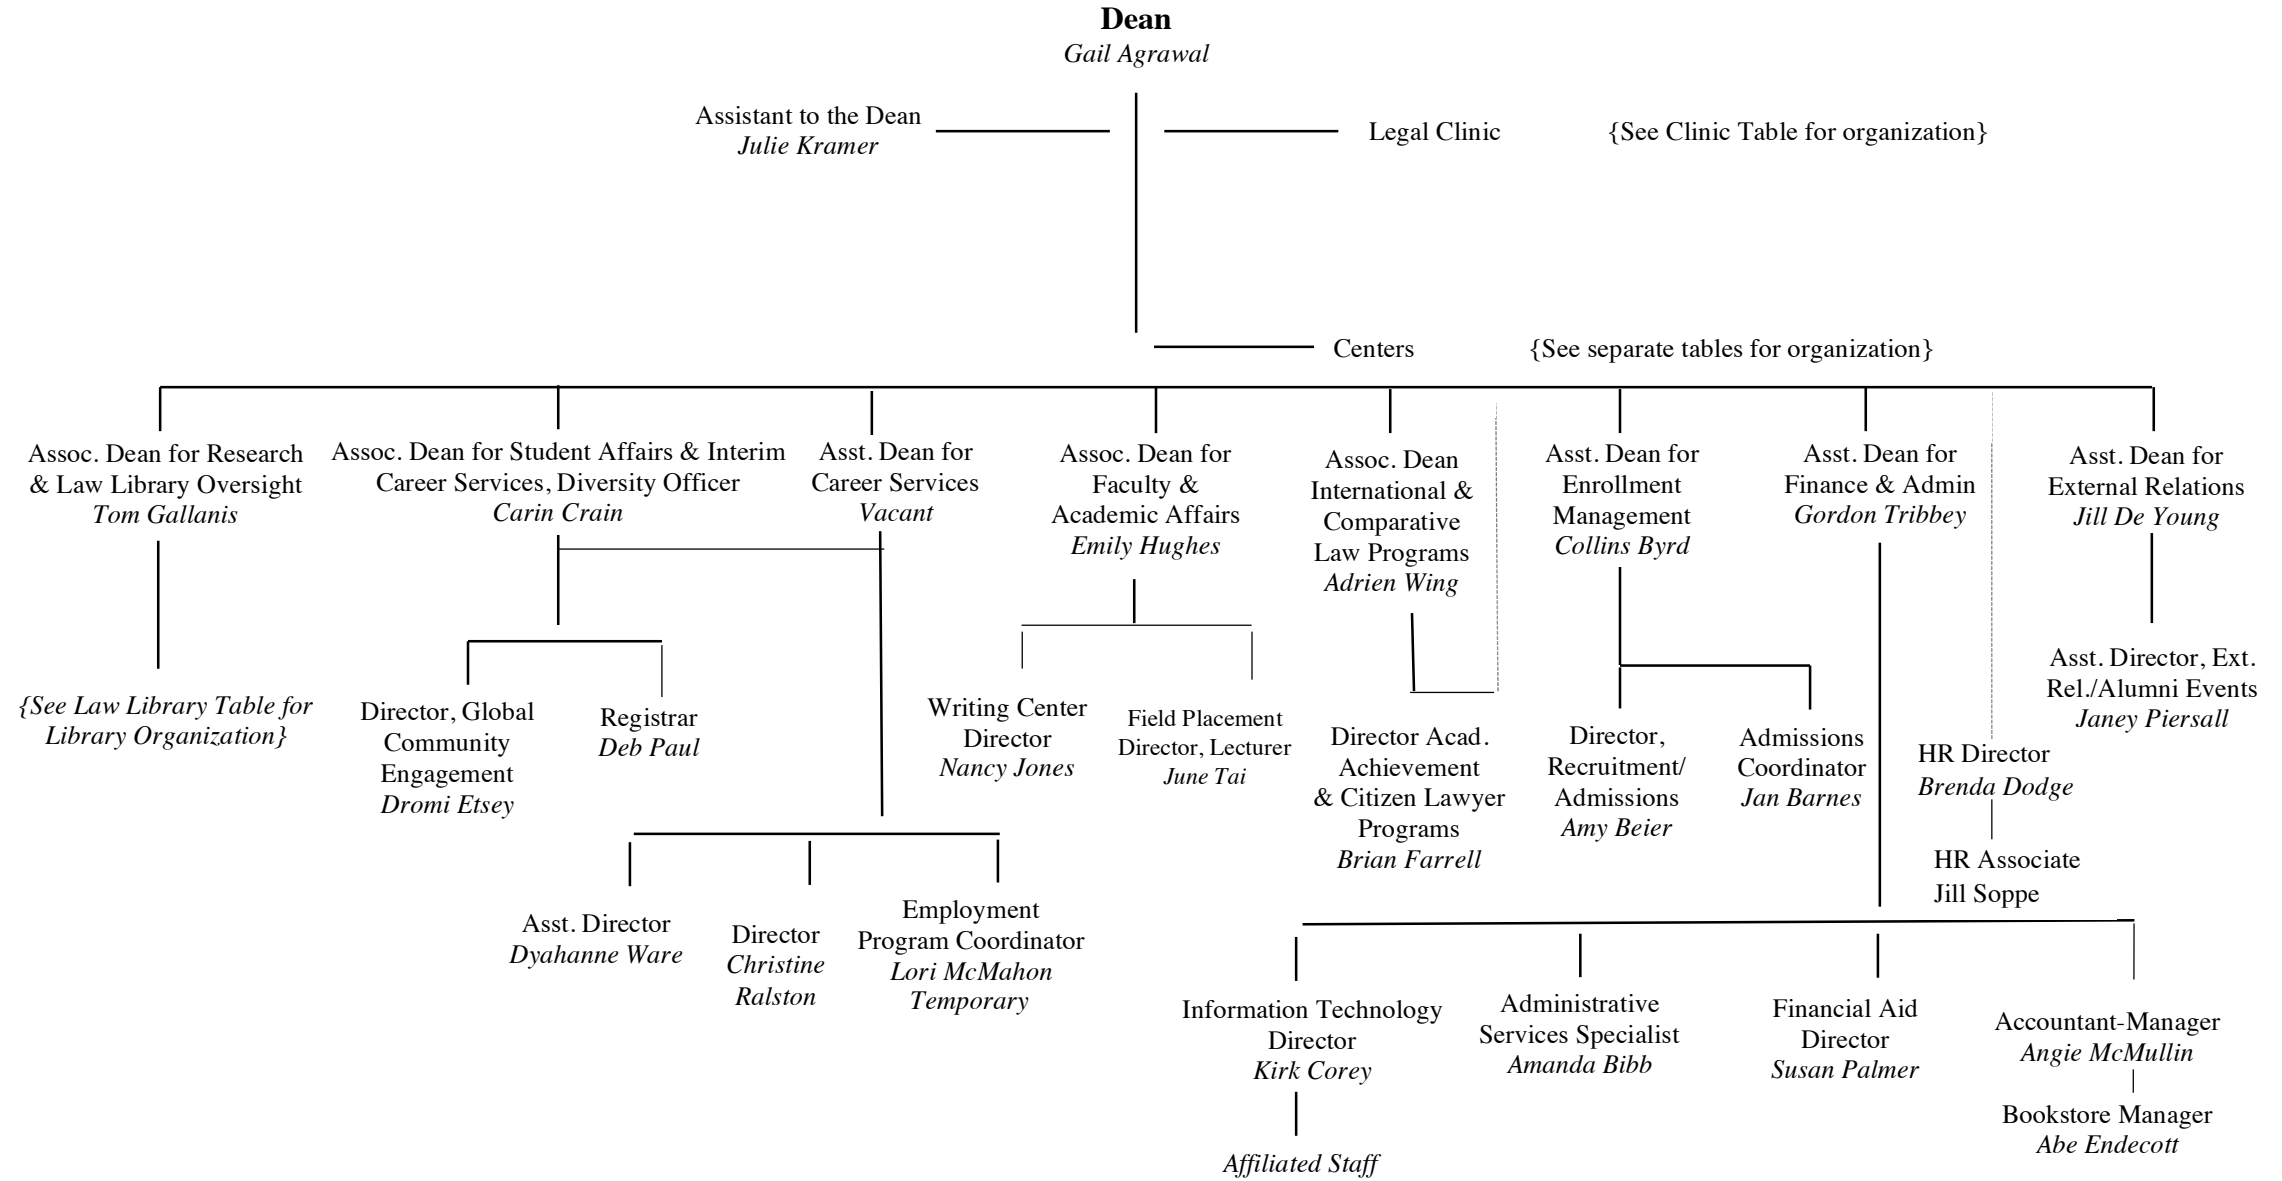 Dean
Gail Agrawal
Assistant to the Dean
Julie Kramer
Legal Clinic
{See Clinic Table for organization}
Centers
{See separate tables for organization}
Assoc. Dean for Research
& Law Library Oversight
Tom Gallanis
Assoc. Dean for Student Affairs & Interim
Career Services, Diversity Officer
Carin Crain
Asst. Dean for
Career Services
Vacant
Assoc. Dean for
Faculty &
Academic Affairs
Emily Hughes
Assoc. Dean
International &
Comparative
Law Programs
Adrien Wing
Asst. Dean for
Enrollment
Management
Collins Byrd
Asst. Dean for
Finance & Admin
Gordon Tribbey
Asst. Dean for
External Relations
Jill De Young
{See Law Library Table for
Library Organization}
Director, Global
Community
Engagement
Dromi Etsey
Registrar
Deb Paul
Writing Center
Director
Nancy Jones
Field Placement
Director, Lecturer
June Tai
Director Acad.
Achievement
& Citizen Lawyer
Programs
Brian Farrell
Director,
Recruitment/
Admissions
Amy Beier
Admissions
Coordinator
Jan Barnes
HR Director
Brenda Dodge
HR Associate
Jill Soppe
Asst. Director, Ext.
Rel./Alumni Events
Janey Piersall
Asst. Director
Dyahanne Ware
Director
Christine
Ralston
Employment
Program Coordinator
Lori McMahon
Temporary
Information Technology
Director
Kirk Corey
Affiliated Staff
Administrative
Services Specialist
Amanda Bibb
Financial Aid
Director
Susan Palmer
Accountant-Manager
Angie McMullin
Bookstore Manager
Abe Endecott